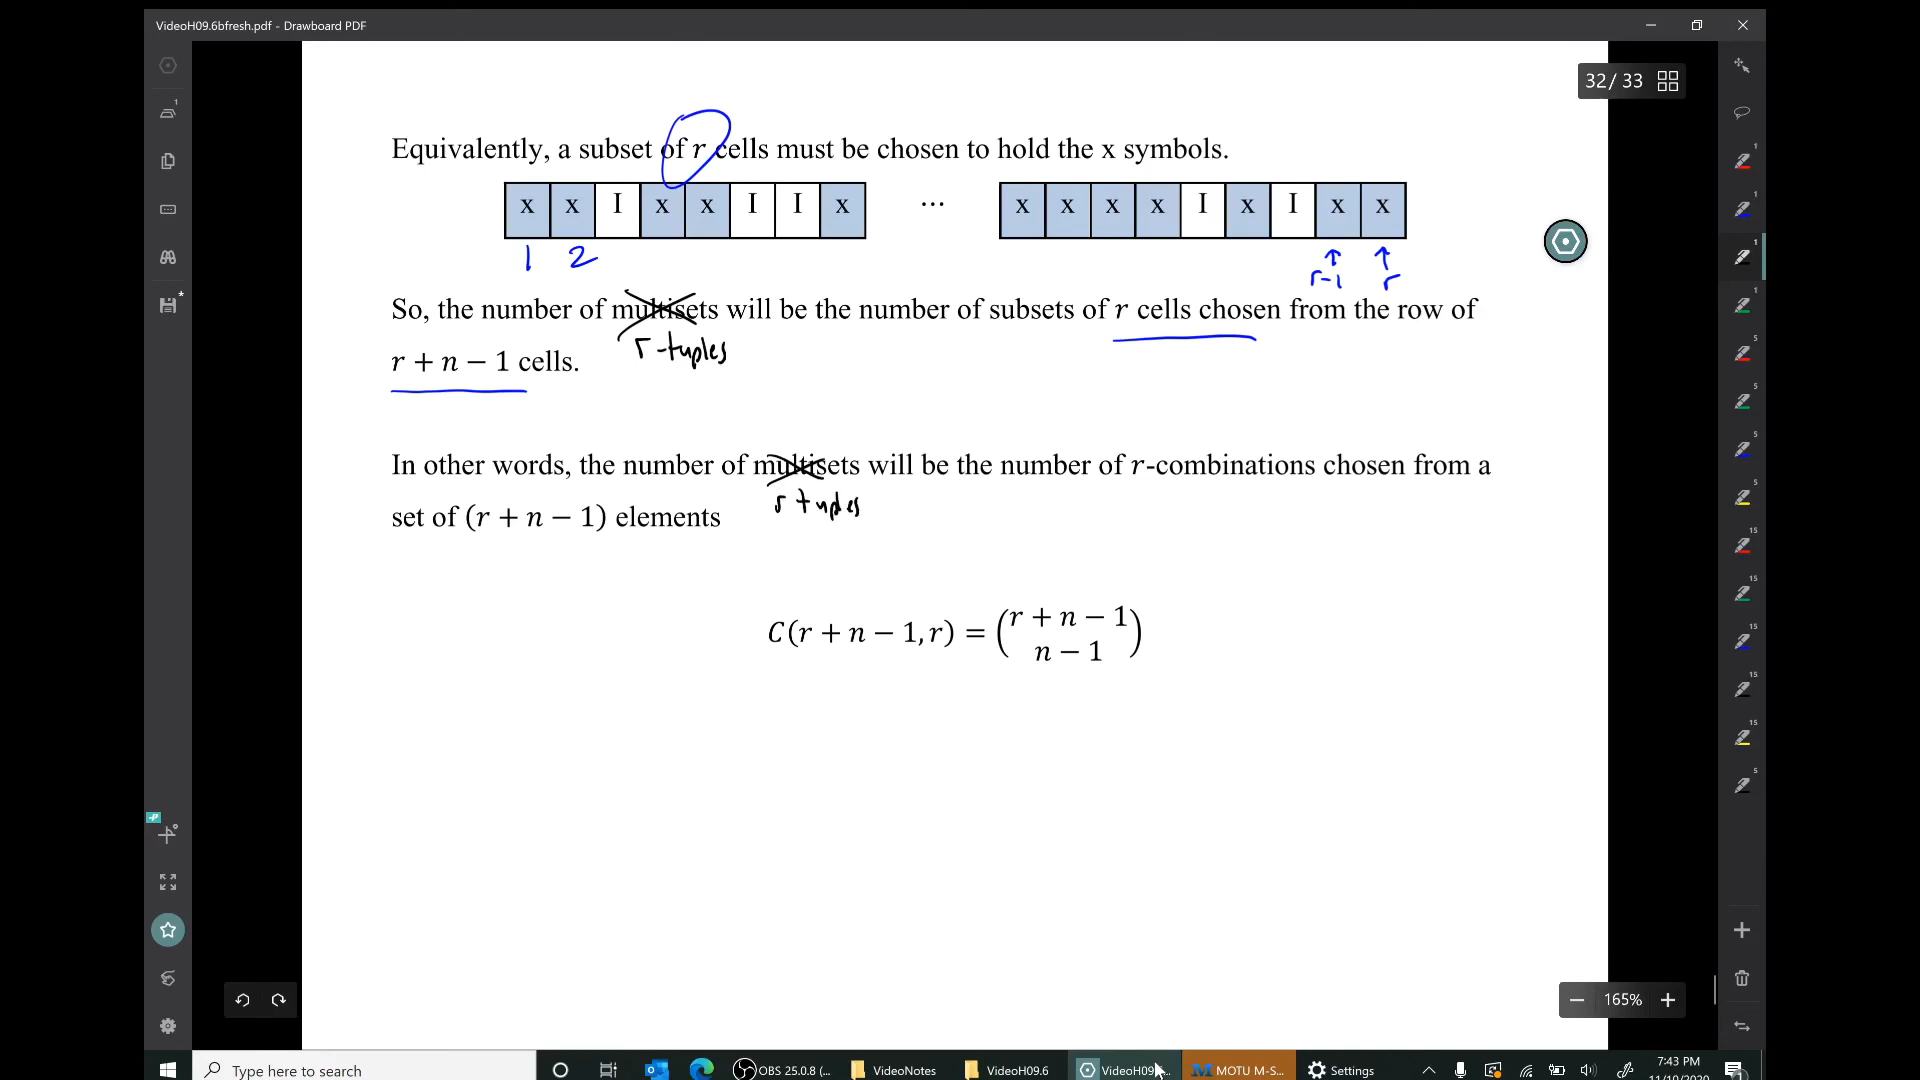 VideoH09.6bfresh.pdf - Drawboard PDF
32/ 33
Equivalently, a subset of r cells must be chosen to hold the x symbols.
x x I x x I I x ... x x x x I x I x x
1 2 r-1 r
So, the number of multisets will be the number of subsets of r cells chosen from the row of
r-tuples
r + n − 1 cells.
In other words, the number of multisets will be the number of r-combinations chosen from a
r tuples
set of (r + n − 1) elements
C(r + n − 1, r) = (r + n − 1
n − 1)
165%
Type here to search
OBS 25.0.8 (...
VideoNotes
VideoH09.6
VideoH09...
MOTU M-S...
Settings
7:43 PM